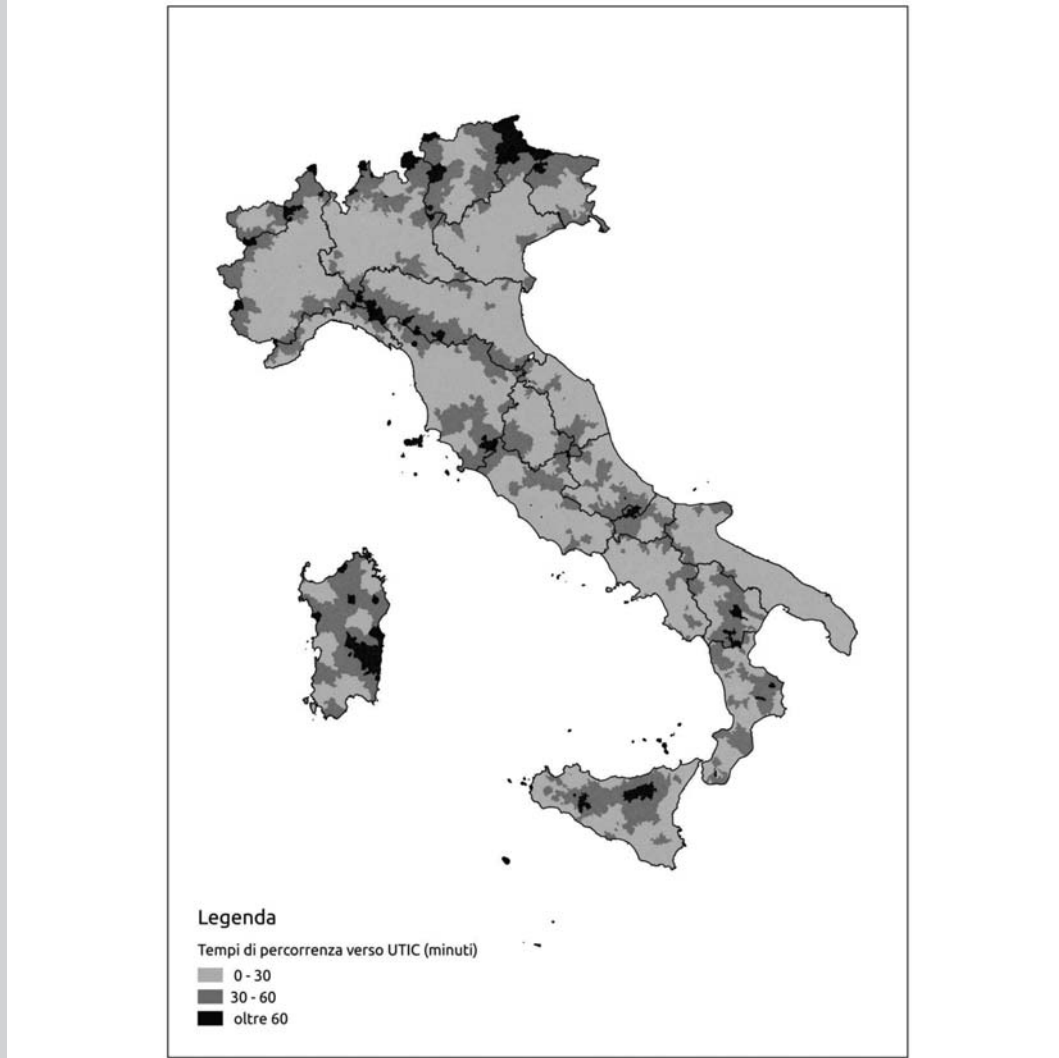 Legenda
Tempi di percorrenza verso UTIC (minuti)
0 - 30
30 - 60
oltre 60